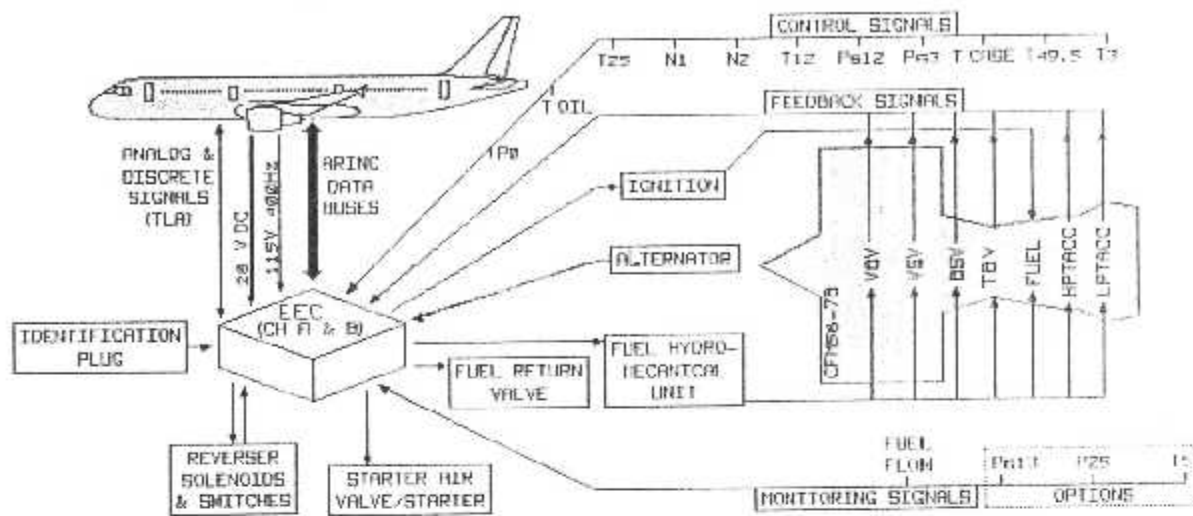 CONTROL SIGNALS
T25 N1 N2 T12 Ps12 Ps3 T CASE T49.5 T3
T OIL
FEEDBACK SIGNALS
ANALOG &
DISCRETE
SIGNALS
(TLA)
28 V DC
115V 400Hz
ARINC
DATA
BUSES
TP0
IGNITION
ALTERNATOR
EEC
(CH A & B)
IDENTIFICATION
PLUG
FUEL HYDRO-
MECANICAL
UNIT
FUEL RETURN
VALVE
REVERSER
SOLENOIDS
& SWITCHES
STARTER AIR
VALVE/STARTER
VBV
VSV
BSV
TBV
FUEL
HPTACC
LPTACC
FUEL
FLOW
Ps13 P25 T5
MONITORING SIGNALS
OPTIONS